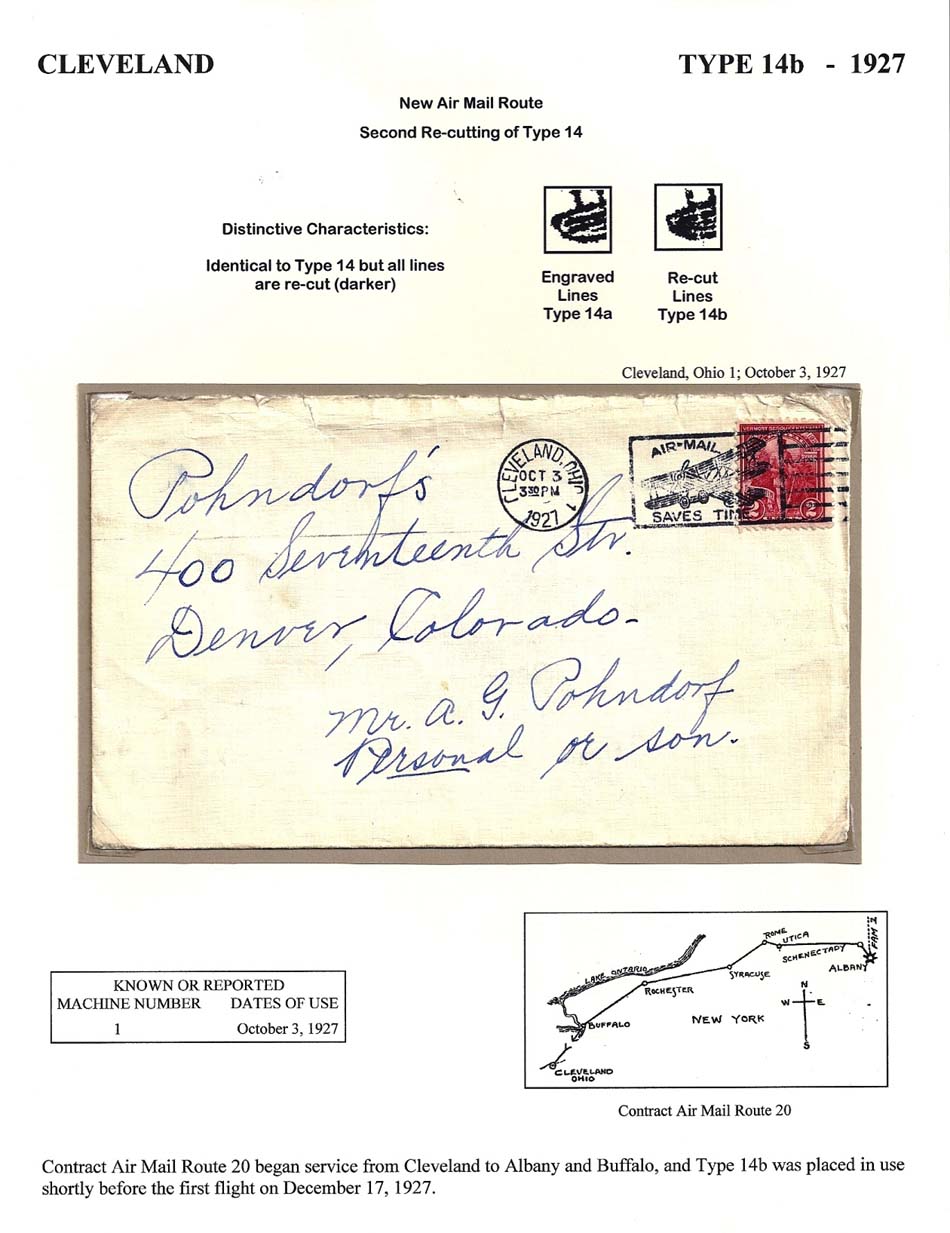 CLEVELAND TYPE 14b - 1927
New Air Mail Route
Second Re-cutting of Type 14
Distinctive Characteristics:
Identical to Type 14 but all lines
are re-cut (darker)
Engraved
Lines
Type 14a
Re-cut
Lines
Type 14b
Cleveland, Ohio 1; October 3, 1927
CLEVELAND, OHIO 1
OCT 3
3 30 PM
1927
AIR-MAIL
SAVES TIME
2
Pohndorf's
400 Seventeenth Str.
Denver, Colorado-
Mr. A. G. Pohndorf
Personal or son.
KNOWN OR REPORTED
MACHINE NUMBER DATES OF USE
1 October 3, 1927
LAKE ONTARIO
ROME
UTICA
SCHENECTADY
ALBANY
FAM 1
SYRACUSE
ROCHESTER
BUFFALO
NEW YORK
N
W E
S
CLEVELAND
OHIO
Contract Air Mail Route 20
Contract Air Mail Route 20 began service from Cleveland to Albany and Buffalo, and Type 14b was placed in use
shortly before the first flight on December 17, 1927.